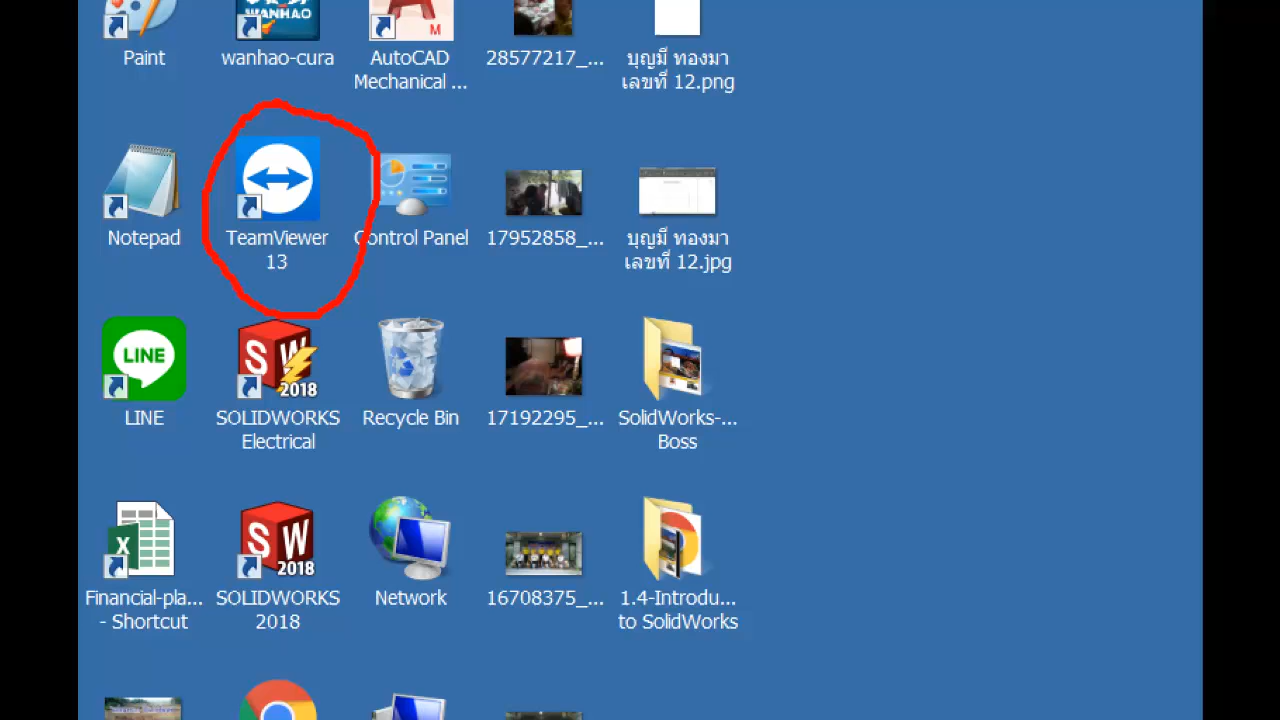 WANHAO
M
Paint
wanhao-cura
AutoCAD
Mechanical ...
28577217_...
บุญมี ทองมา
เลขที่ 12.png
Notepad
TeamViewer
13
Control Panel
17952858_...
บุญมี ทองมา
เลขที่ 12.jpg
LINE
SW
2018
LINE
SOLIDWORKS
Electrical
Recycle Bin
17192295_...
SolidWorks-...
Boss
X
SW
2018
Financial-pla...
- Shortcut
SOLIDWORKS
2018
Network
16708375_...
1.4-Introdu...
to SolidWorks